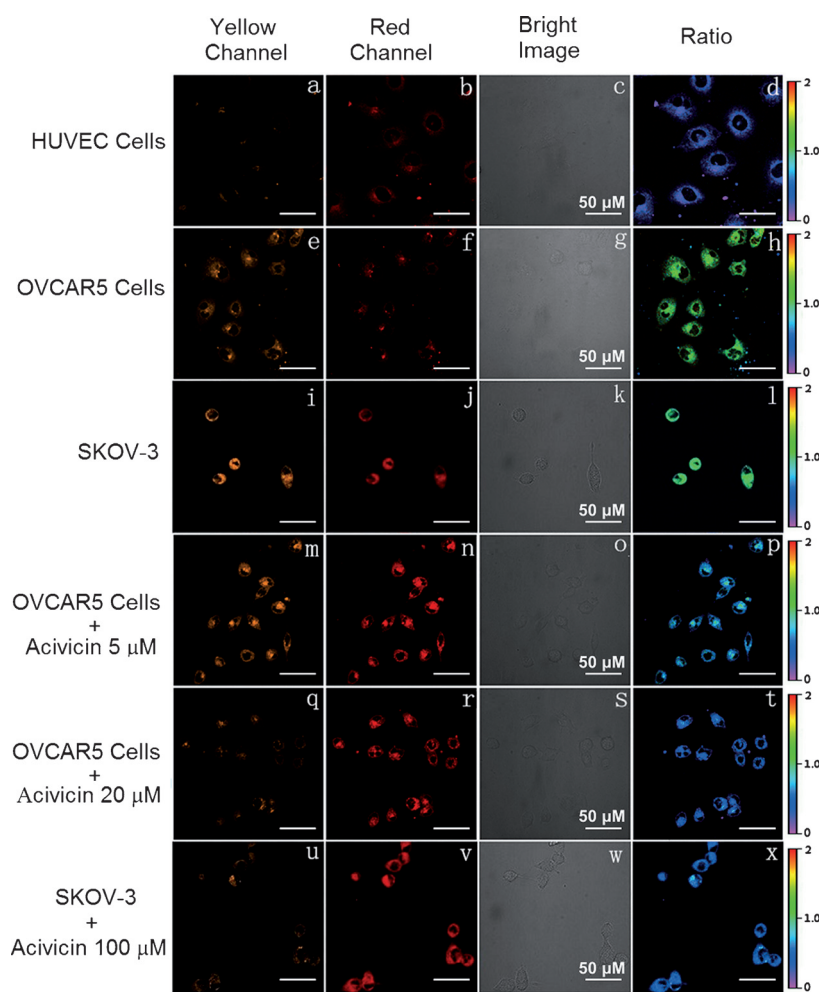 Yellow Channel
Red Channel
Bright Image
Ratio
HUVEC Cells
a
b
c
50 μM
d
2
1.0
0
OVCAR5 Cells
e
f
g
50 μM
h
2
1.0
0
SKOV-3
i
j
k
50 μM
l
2
1.0
0
OVCAR5 Cells
+
Acivicin 5 μM
m
n
o
50 μM
p
2
1.0
0
OVCAR5 Cells
+
Acivicin 20 μM
q
r
s
50 μM
t
2
1.0
0
SKOV-3
+
Acivicin 100 μM
u
v
w
50 μM
x
2
1.0
0